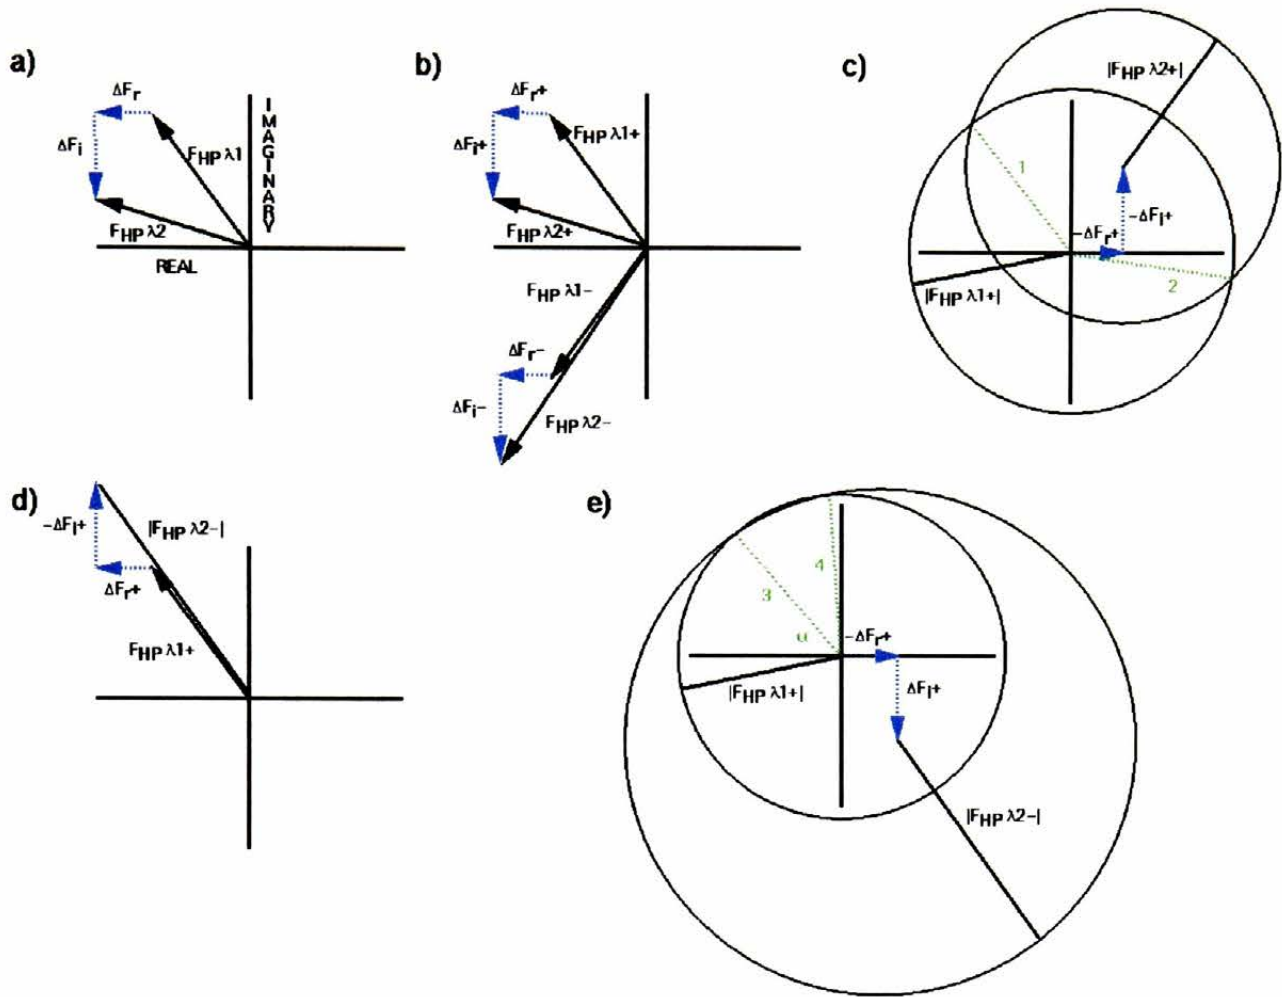 a)
ΔFr
ΔFi
FHP λ1
FHP λ2
IMAGINARY
REAL
b)
ΔFr+
ΔFi+
FHP λ1+
FHP λ2+
FHP λ1−
ΔFr−
ΔFi−
FHP λ2−
c)
|FHP λ2+|
1
−ΔFr+
−ΔFi+
|FHP λ1+|
2
d)
−ΔFi+
|FHP λ2−|
ΔFr+
FHP λ1+
e)
4
3
α
−ΔFr+
|FHP λ1+|
ΔFi+
|FHP λ2−|